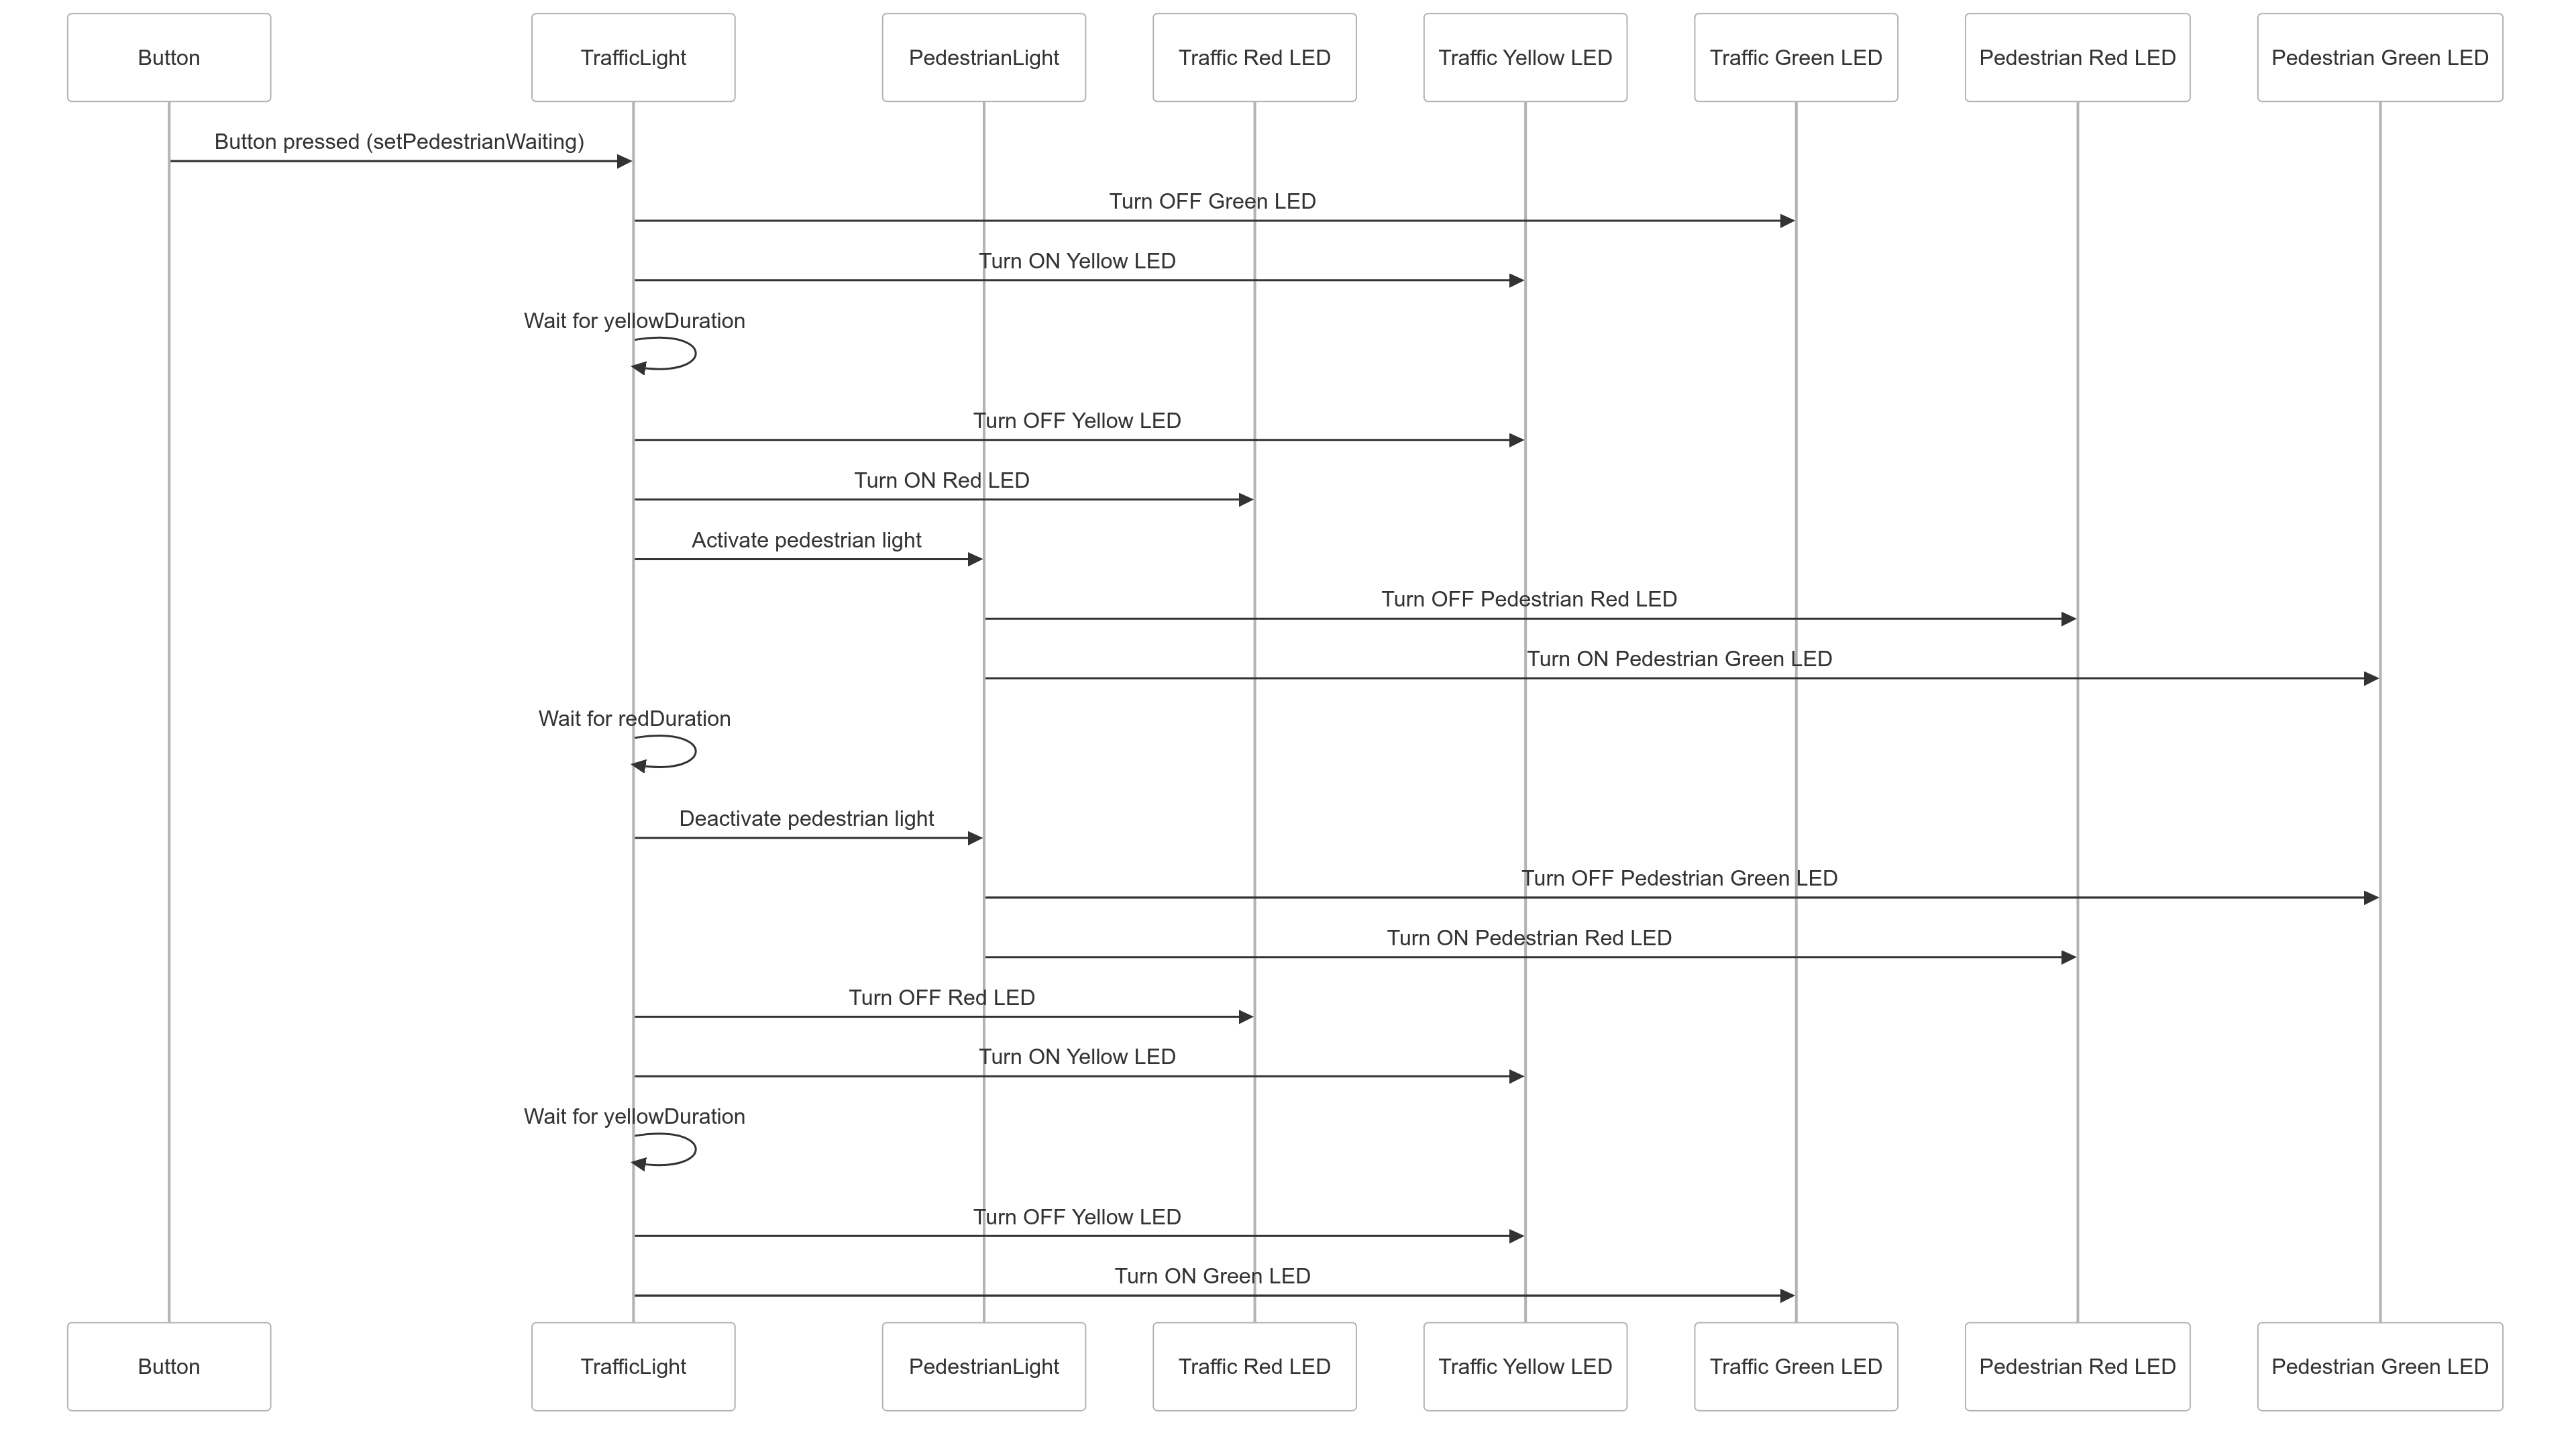 Button
TrafficLight
PedestrianLight
Traffic Red LED
Traffic Yellow LED
Traffic Green LED
Pedestrian Red LED
Pedestrian Green LED
Button pressed (setPedestrianWaiting)
Turn OFF Green LED
Turn ON Yellow LED
Wait for yellowDuration
Turn OFF Yellow LED
Turn ON Red LED
Activate pedestrian light
Turn OFF Pedestrian Red LED
Turn ON Pedestrian Green LED
Wait for redDuration
Deactivate pedestrian light
Turn OFF Pedestrian Green LED
Turn ON Pedestrian Red LED
Turn OFF Red LED
Turn ON Yellow LED
Wait for yellowDuration
Turn OFF Yellow LED
Turn ON Green LED
Button
TrafficLight
PedestrianLight
Traffic Red LED
Traffic Yellow LED
Traffic Green LED
Pedestrian Red LED
Pedestrian Green LED